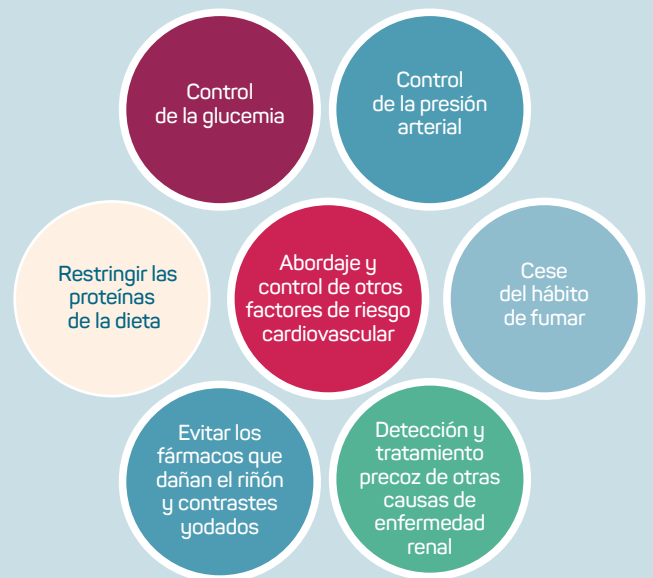 Control
de la glucemia
Control
de la presión
arterial
Restringir las
proteínas
de la dieta
Abordaje y
control de otros
factores de riesgo
cardiovascular
Cese
del hábito
de fumar
Evitar los
fármacos que
dañan el riñón
y contrastes
yodados
Detección y
tratamiento
precoz de otras
causas de
enfermedad
renal